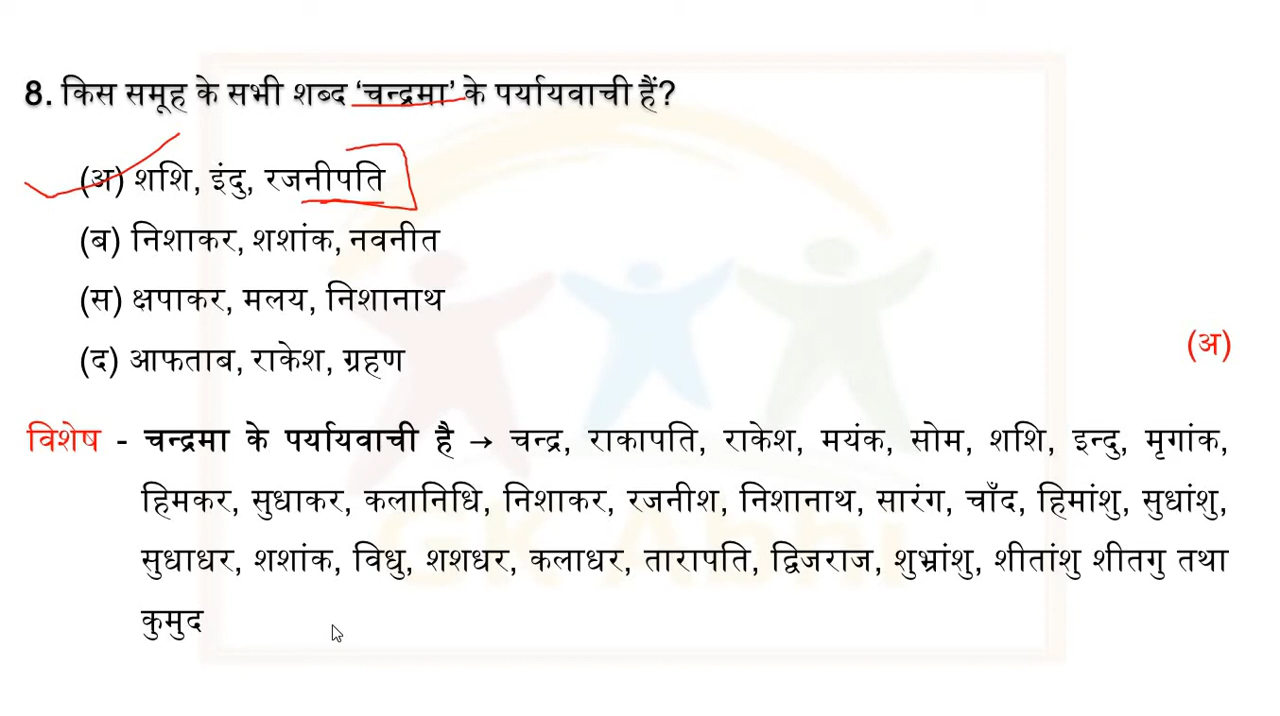 8. किस समूह के सभी शब्द ‘चन्द्रमा’ के पर्यायवाची हैं?
(अ) शशि, इंदु, रजनीपति
(ब) निशाकर, शशांक, नवनीत
(स) क्षपाकर, मलय, निशानाथ
(द) आफताब, राकेश, ग्रहण
(अ)
विशेष - चन्द्रमा के पर्यायवाची है → चन्द्र, राकापति, राकेश, मयंक, सोम, शशि, इन्दु, मृगांक,
हिमकर, सुधाकर, कलानिधि, निशाकर, रजनीश, निशानाथ, सारंग, चाँद, हिमांशु, सुधांशु,
सुधाधर, शशांक, विधु, शशधर, कलाधर, तारापति, द्विजराज, शुभ्रांशु, शीतांशु शीतगु तथा
कुमुद
GK Abhi